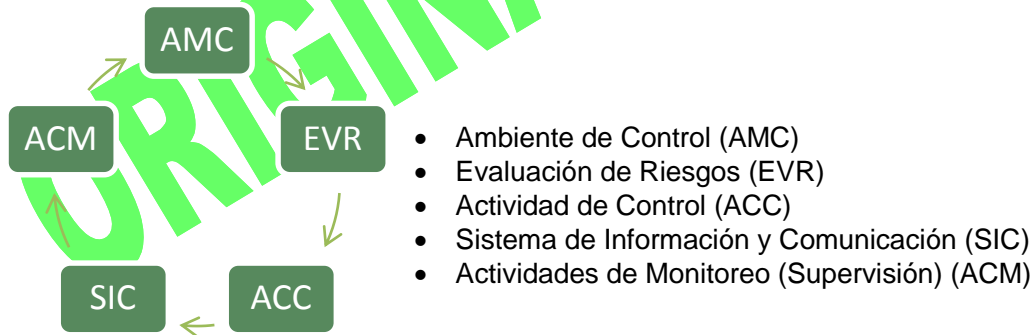 AMC
EVR
ACC
SIC
ACM
• Ambiente de Control (AMC)
• Evaluación de Riesgos (EVR)
• Actividad de Control (ACC)
• Sistema de Información y Comunicación (SIC)
• Actividades de Monitoreo (Supervisión) (ACM)